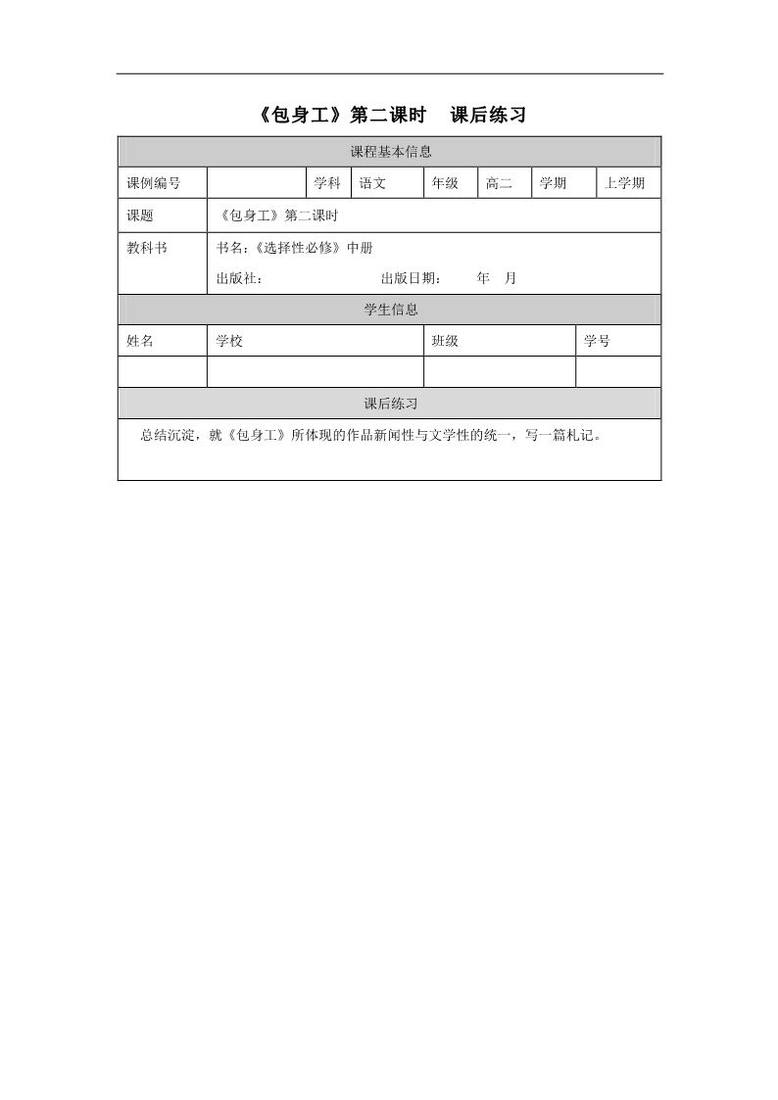 《包身工》第二课时 课后练习
课程基本信息
课例编号 学科 语文 年级 高二 学期 上学期
课题 《包身工》第二课时
教科书 书名：《选择性必修》中册
出版社： 出版日期： 年 月
学生信息
姓名 学校 班级 学号
课后练习
总结沉淀，就《包身工》所体现的作品新闻性与文学性的统一，写一篇札记。